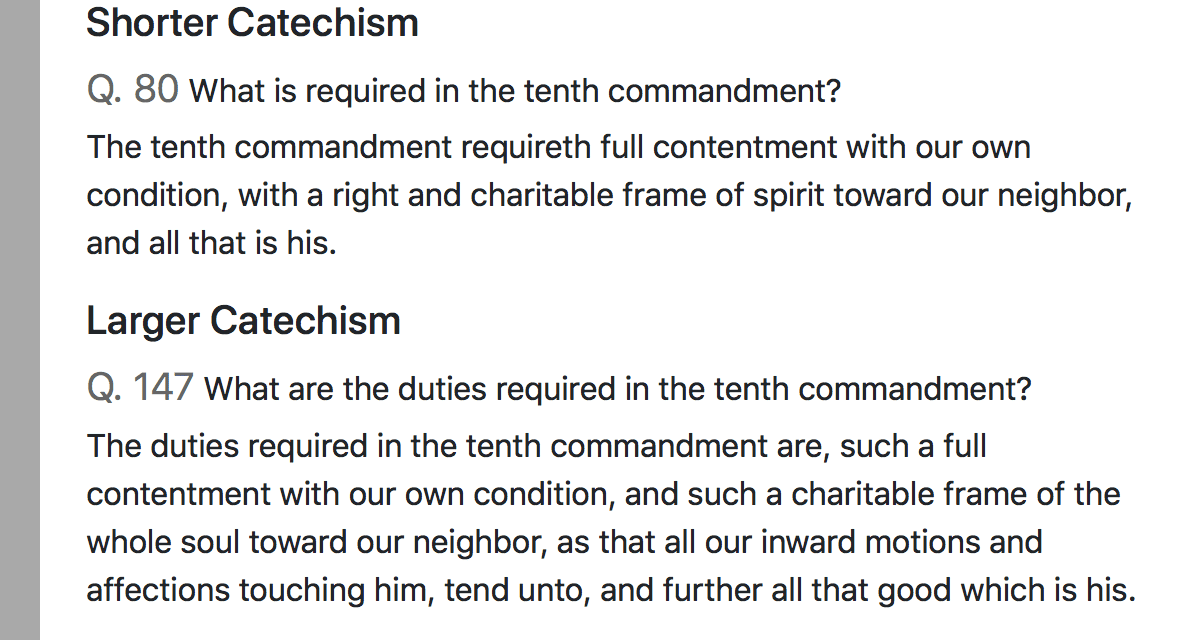 Shorter Catechism
Q. 80 What is required in the tenth commandment?
The tenth commandment requireth full contentment with our own
condition, with a right and charitable frame of spirit toward our neighbor,
and all that is his.
Larger Catechism
Q. 147 What are the duties required in the tenth commandment?
The duties required in the tenth commandment are, such a full
contentment with our own condition, and such a charitable frame of the
whole soul toward our neighbor, as that all our inward motions and
affections touching him, tend unto, and further all that good which is his.